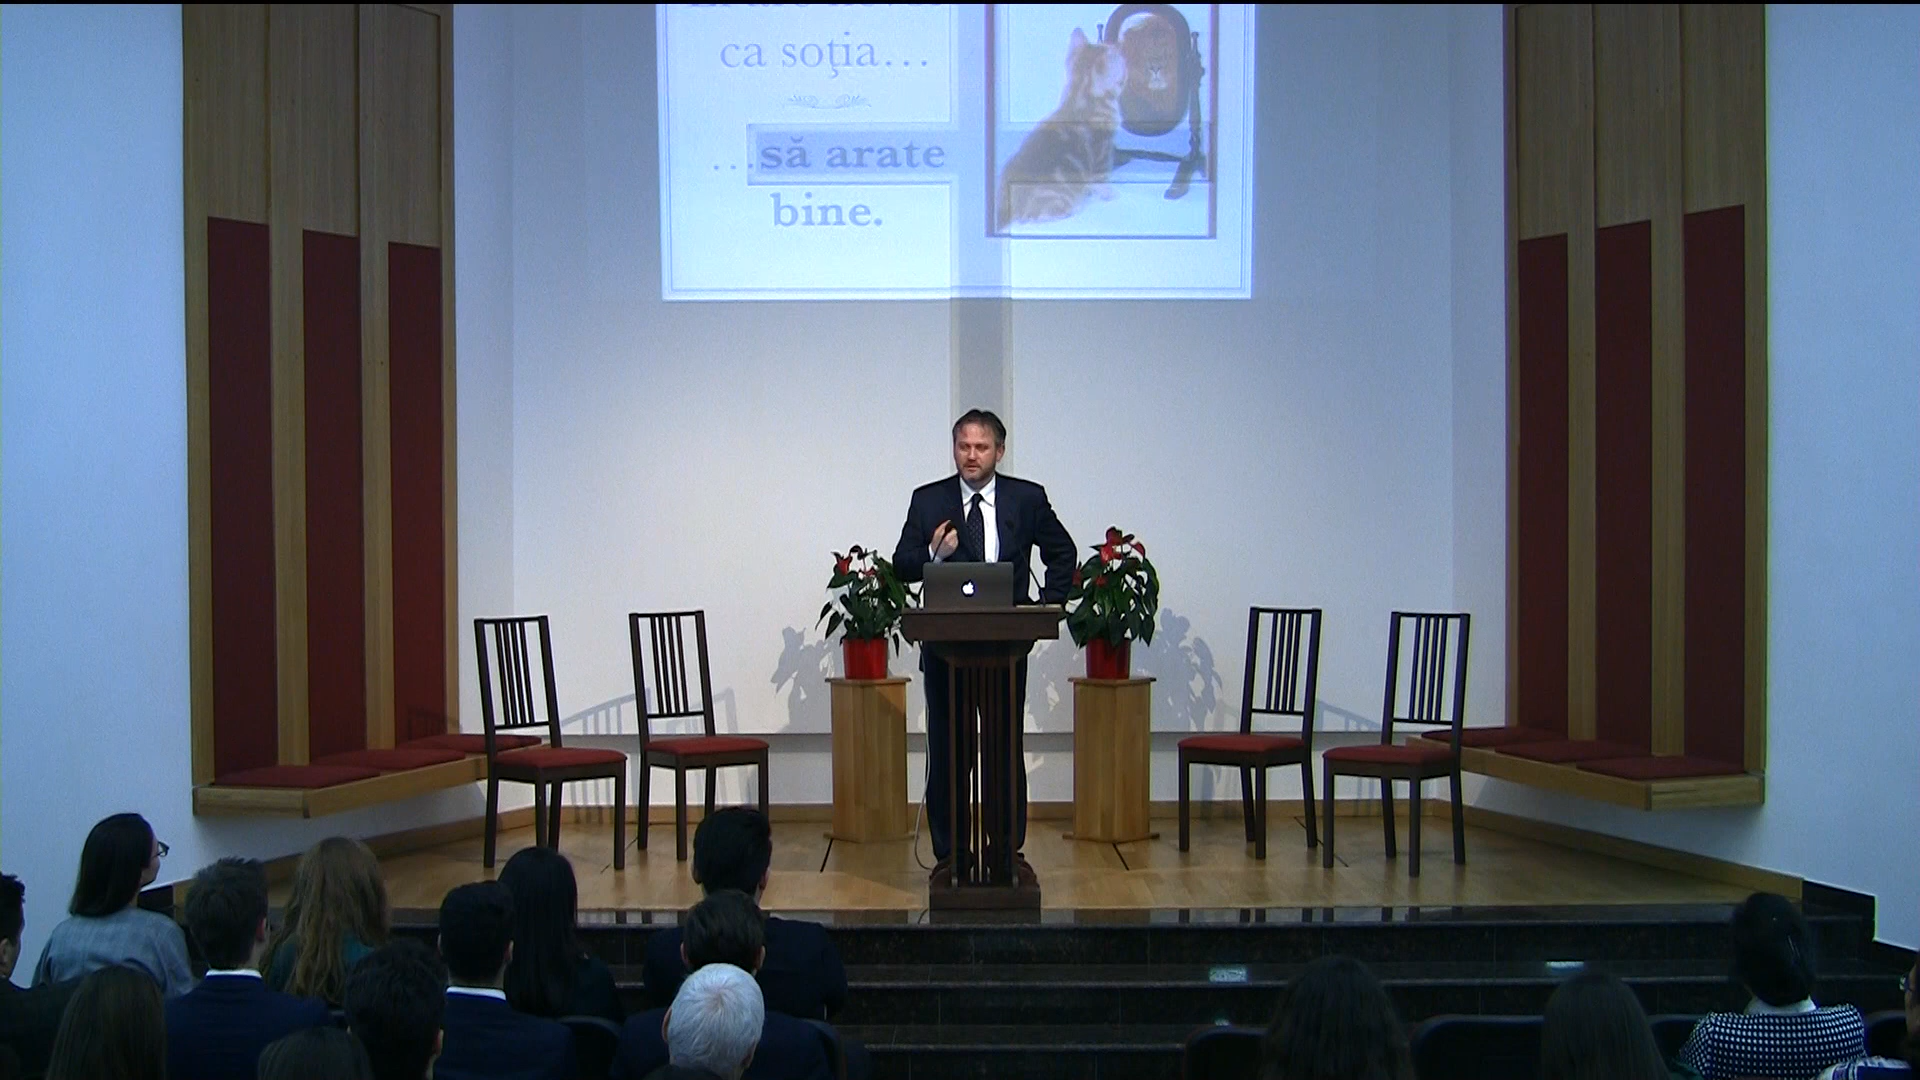 ca soţia…
…să arate
bine.